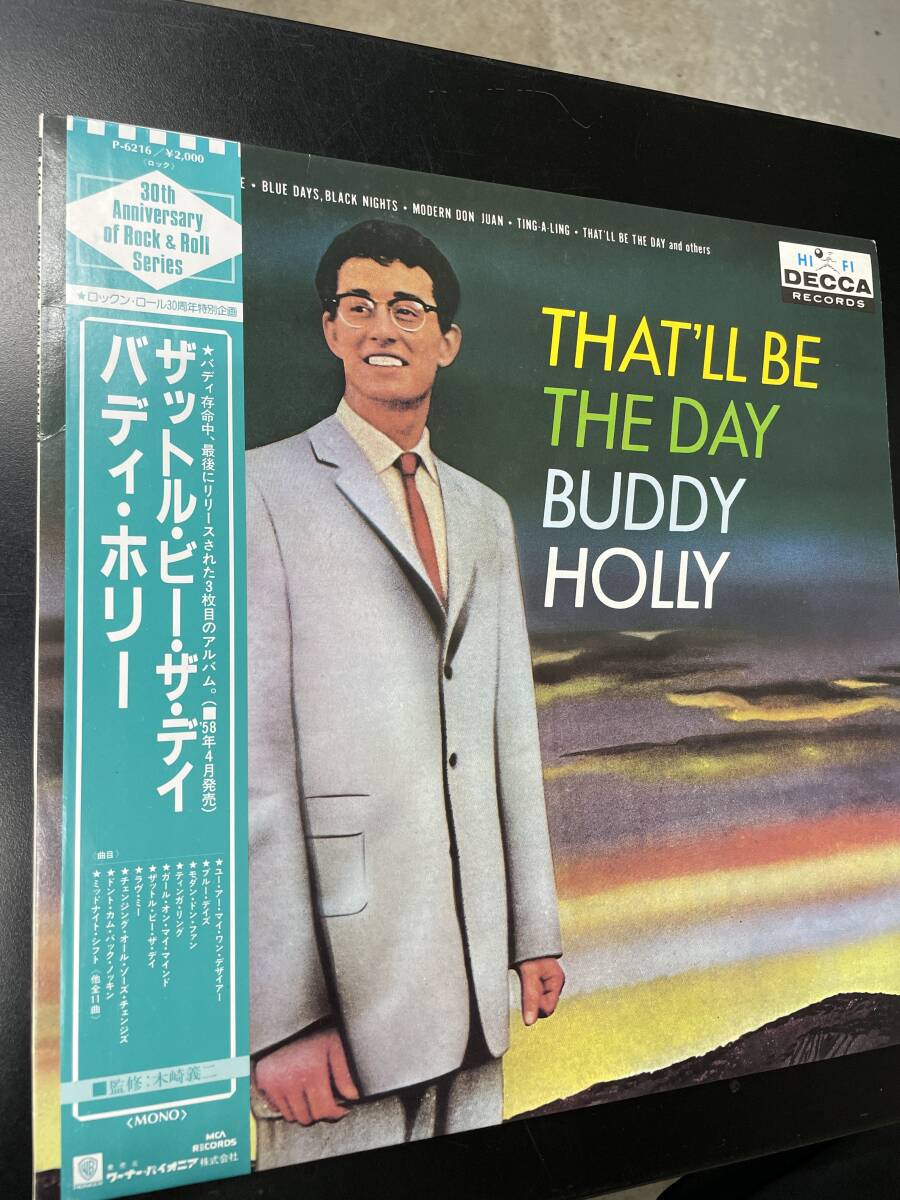 P-6216/¥2,000
〈ロック〉
30th
Anniversary
of Rock & Roll
Series
★ロックン・ロール30周年特別企画
ザットル・ビー・ザ・デイ
バディ・ホリー
★バディ存命中、最後にリリースされた3枚目のアルバム。(■'58年4月発売)
〈曲目〉
★ユー・アー・マイ・ワン・デザイアー
★ブルー・デイズ
★モダン・ドン・ファン
★ティンガ・リング
★ガール・オン・マイ・マインド
★ザットル・ビー・ザ・デイ
★ラヴ・ミー
★チェンジング・オール・ゾーズ・チェンジズ
★ドント・カム・バック・ノッキン
★ミッドナイト・シフト(他全11曲)
■監修:木崎義二
〈MONO〉
MCA
RECORDS
発売元
ワーナー・パイオニア株式会社
E • BLUE DAYS, BLACK NIGHTS • MODERN DON JUAN • TING-A-LING • THAT'LL BE THE DAY and others
HI FI
DECCA
RECORDS
THAT'LL BE
THE DAY
BUDDY
HOLLY